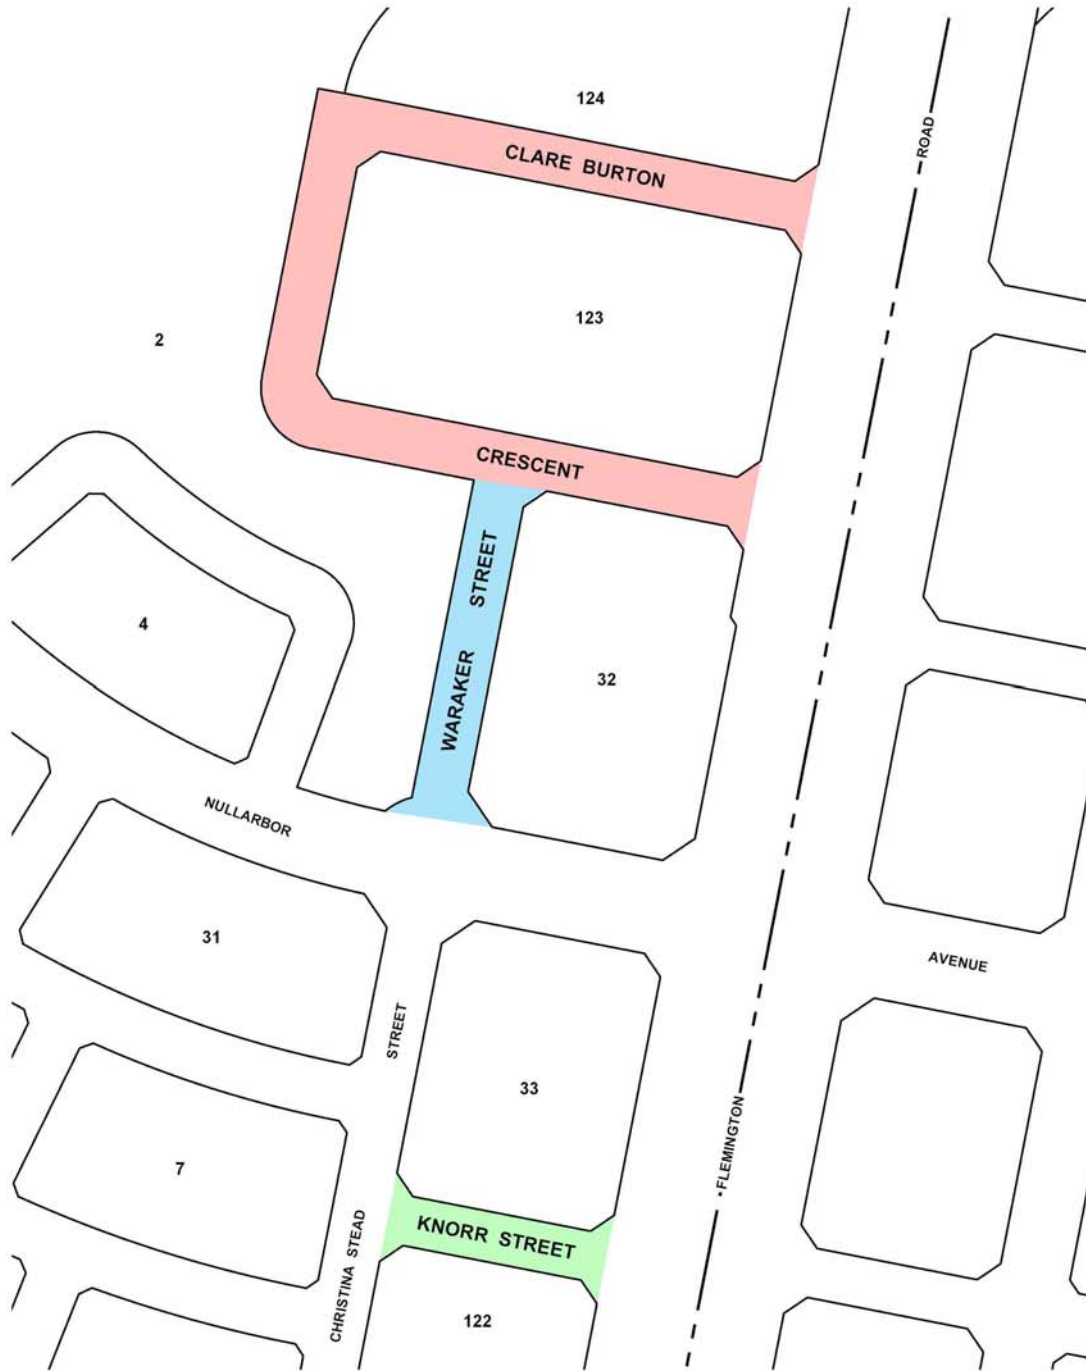 124
ROAD
CLARE BURTON
123
2
CRESCENT
STREET
4
WARAKER
32
NULLARBOR
31
AVENUE
STREET
33
FLEMINGTON
7
KNORR STREET
CHRISTINA STEAD
122